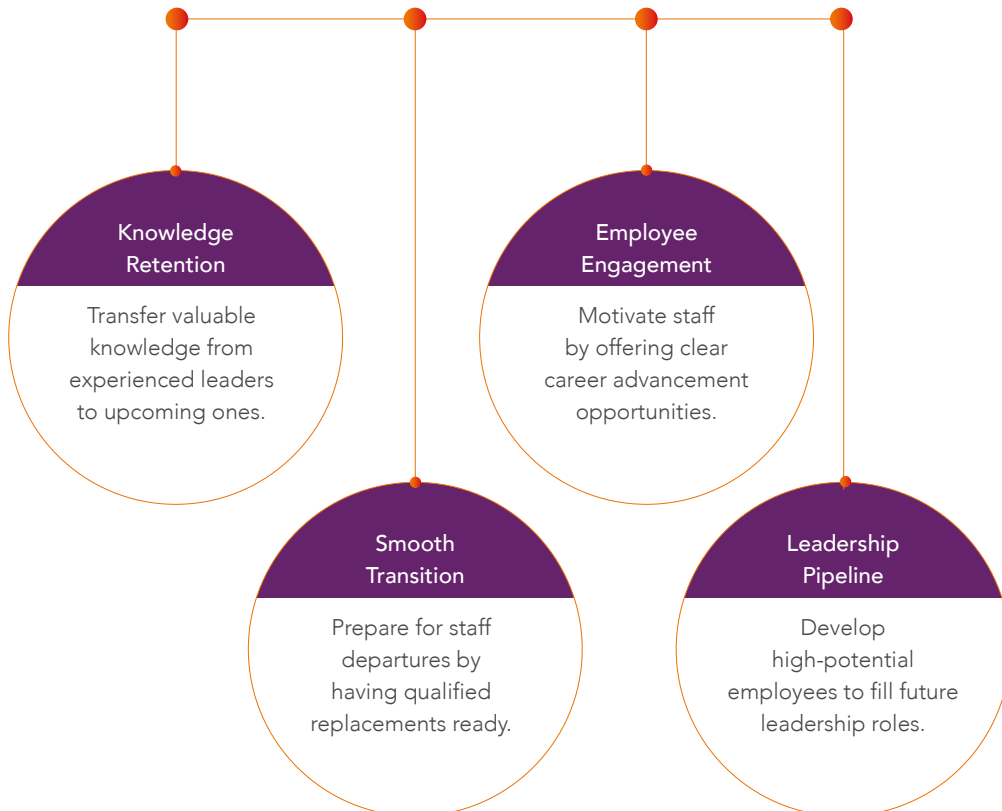 Knowledge
Retention
Transfer valuable
knowledge from
experienced leaders
to upcoming ones.
Employee
Engagement
Motivate staff
by offering clear
career advancement
opportunities.
Smooth
Transition
Prepare for staff
departures by
having qualified
replacements ready.
Leadership
Pipeline
Develop
high-potential
employees to fill future
leadership roles.